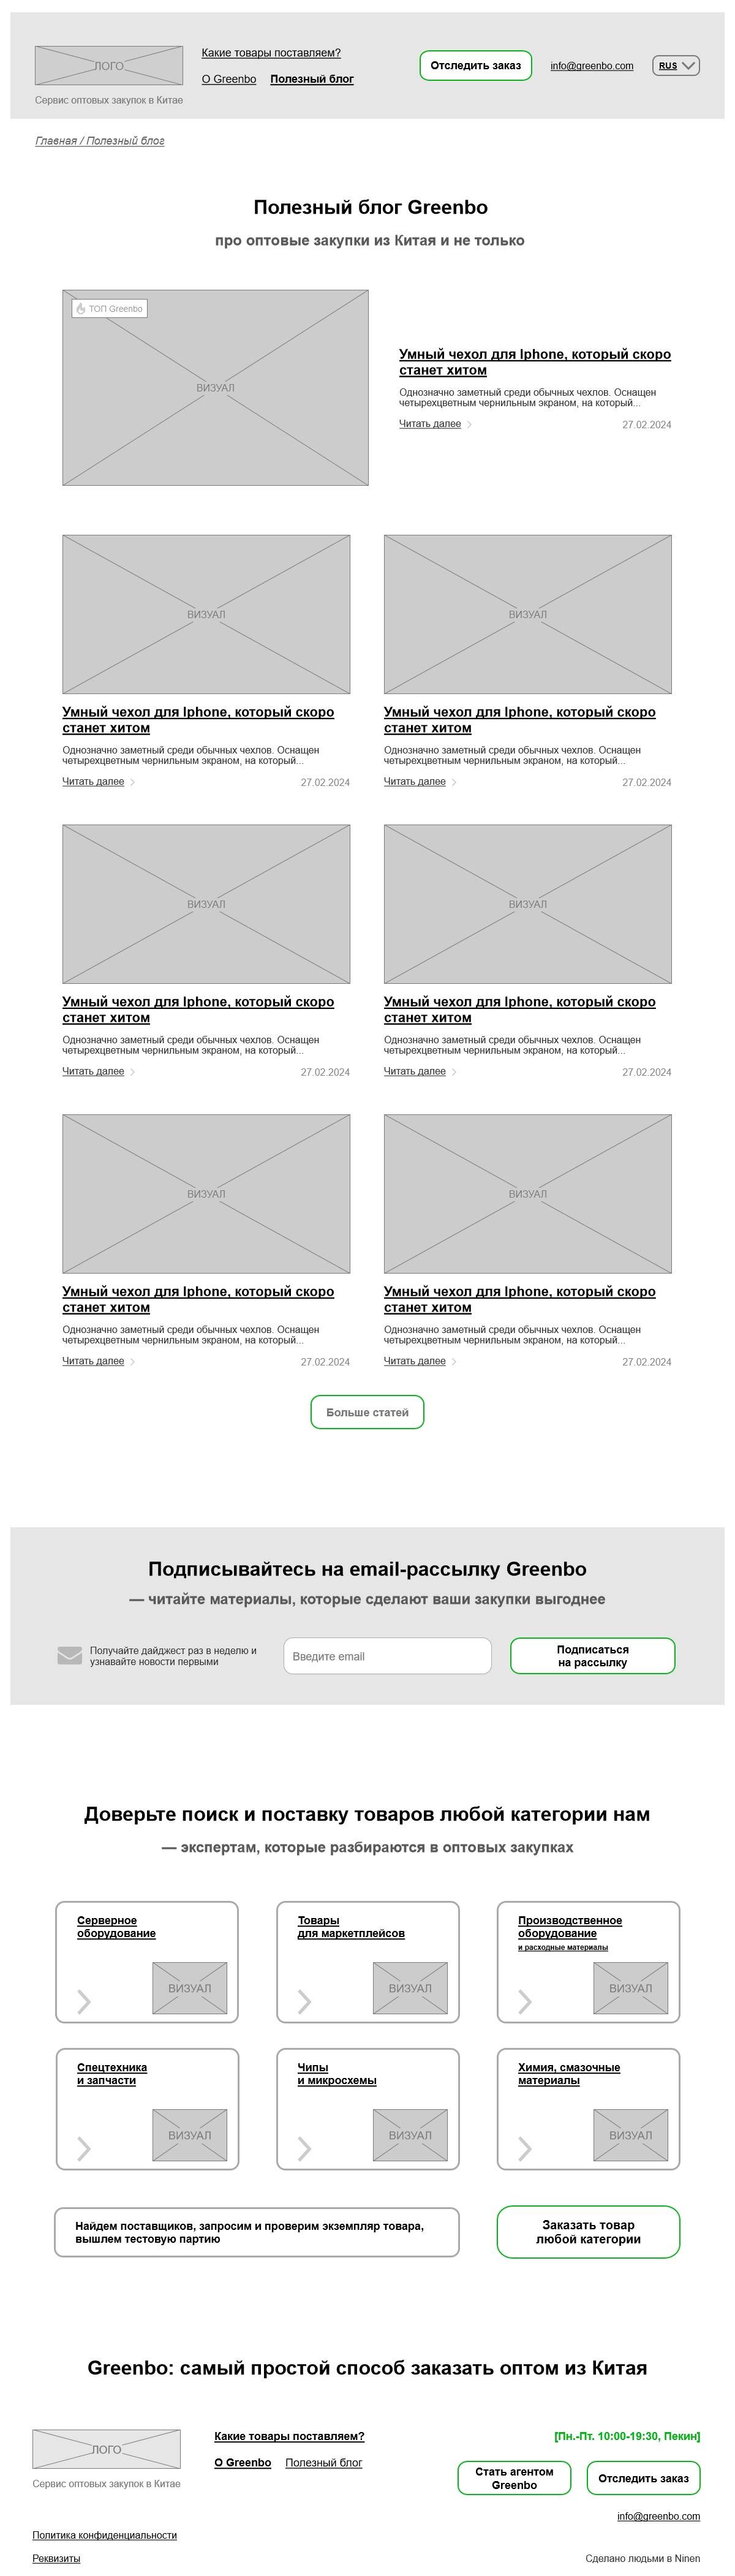 ЛОГО
Сервис оптовых закупок в Китае
Какие товары поставляем?
О Greenbo Полезный блог
Отследить заказ
info@greenbo.com
RUS
Главная / Полезный блог
Полезный блог Greenbo
про оптовые закупки из Китая и не только
ТОП Greenbo
ВИЗУАЛ
Умный чехол для Iphone, который скоро
станет хитом
Однозначно заметный среди обычных чехлов. Оснащен
четырехцветным чернильным экраном, на который...
Читать далее 27.02.2024
ВИЗУАЛ
Умный чехол для Iphone, который скоро
станет хитом
Однозначно заметный среди обычных чехлов. Оснащен
четырехцветным чернильным экраном, на который...
Читать далее 27.02.2024
ВИЗУАЛ
Умный чехол для Iphone, который скоро
станет хитом
Однозначно заметный среди обычных чехлов. Оснащен
четырехцветным чернильным экраном, на который...
Читать далее 27.02.2024
ВИЗУАЛ
Умный чехол для Iphone, который скоро
станет хитом
Однозначно заметный среди обычных чехлов. Оснащен
четырехцветным чернильным экраном, на который...
Читать далее 27.02.2024
ВИЗУАЛ
Умный чехол для Iphone, который скоро
станет хитом
Однозначно заметный среди обычных чехлов. Оснащен
четырехцветным чернильным экраном, на который...
Читать далее 27.02.2024
ВИЗУАЛ
Умный чехол для Iphone, который скоро
станет хитом
Однозначно заметный среди обычных чехлов. Оснащен
четырехцветным чернильным экраном, на который...
Читать далее 27.02.2024
ВИЗУАЛ
Умный чехол для Iphone, который скоро
станет хитом
Однозначно заметный среди обычных чехлов. Оснащен
четырехцветным чернильным экраном, на который...
Читать далее 27.02.2024
Больше статей
Подписывайтесь на email-рассылку Greenbo
— читайте материалы, которые сделают ваши закупки выгоднее
Получайте дайджест раз в неделю и
узнавайте новости первыми
Введите email
Подписаться
на рассылку
Доверьте поиск и поставку товаров любой категории нам
— экспертам, которые разбираются в оптовых закупках
Серверное
оборудование
ВИЗУАЛ
Товары
для маркетплейсов
ВИЗУАЛ
Производственное
оборудование
и расходные материалы
ВИЗУАЛ
Спецтехника
и запчасти
ВИЗУАЛ
Чипы
и микросхемы
ВИЗУАЛ
Химия, смазочные
материалы
ВИЗУАЛ
Найдем поставщиков, запросим и проверим экземпляр товара,
вышлем тестовую партию
Заказать товар
любой категории
Greenbo: самый простой способ заказать оптом из Китая
ЛОГО
Сервис оптовых закупок в Китае
Какие товары поставляем?
О Greenbo Полезный блог
[Пн.-Пт. 10:00-19:30, Пекин]
Стать агентом
Greenbo
Отследить заказ
info@greenbo.com
Политика конфиденциальности
Реквизиты
Сделано людьми в Ninen